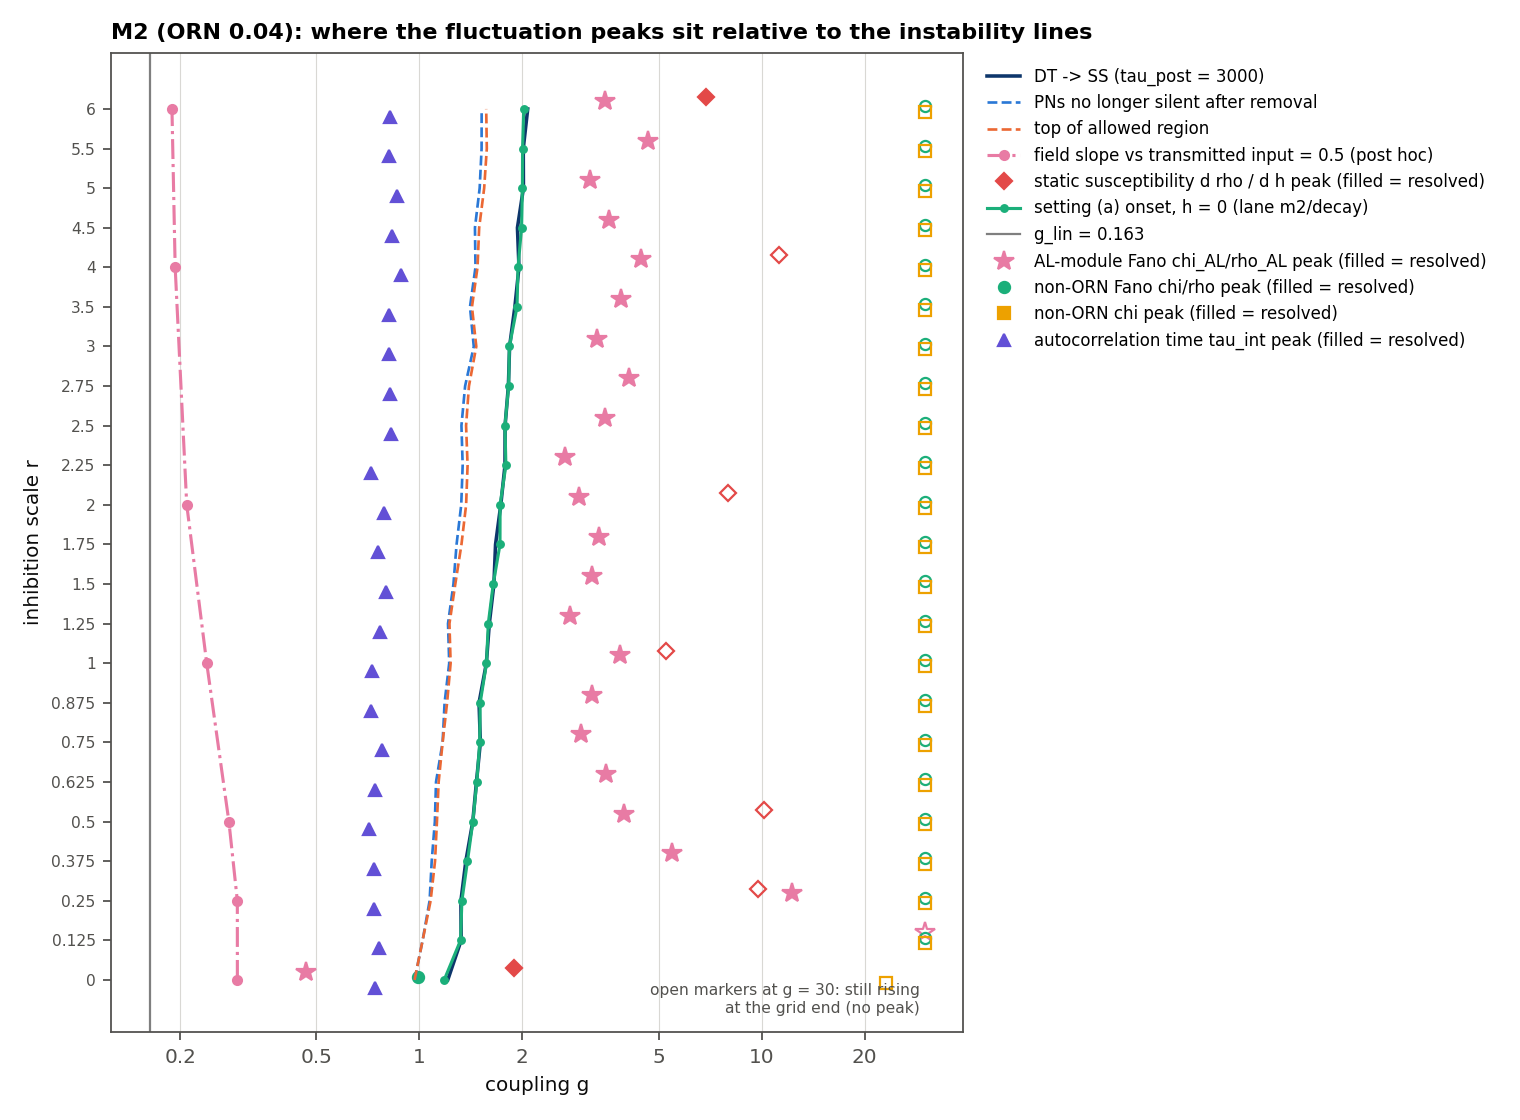 M2 (ORN 0.04): where the fluctuation peaks sit relative to the instability lines
DT -> SS (tau_post = 3000)
PNs no longer silent after removal
top of allowed region
field slope vs transmitted input = 0.5 (post hoc)
static susceptibility d rho / d h peak (filled = resolved)
setting (a) onset, h = 0 (lane m2/decay)
g_lin = 0.163
AL-module Fano chi_AL/rho_AL peak (filled = resolved)
non-ORN Fano chi/rho peak (filled = resolved)
non-ORN chi peak (filled = resolved)
autocorrelation time tau_int peak (filled = resolved)
inhibition scale r
6
5.5
5
4.5
4
3.5
3
2.75
2.5
2.25
2
1.75
1.5
1.25
1
0.875
0.75
0.625
0.5
0.375
0.25
0.125
0
open markers at g = 30: still rising
at the grid end (no peak)
0.2
0.5
1
2
5
10
20
coupling g